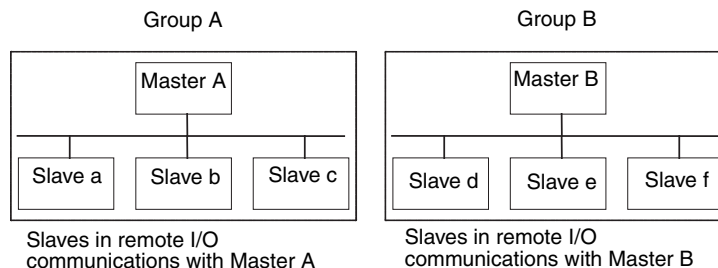 Group A
Group B
Master A
Master B
Slave a
Slave b
Slave c
Slave d
Slave e
Slave f
Slaves in remote I/O
communications with Master A
Slaves in remote I/O
communications with Master B